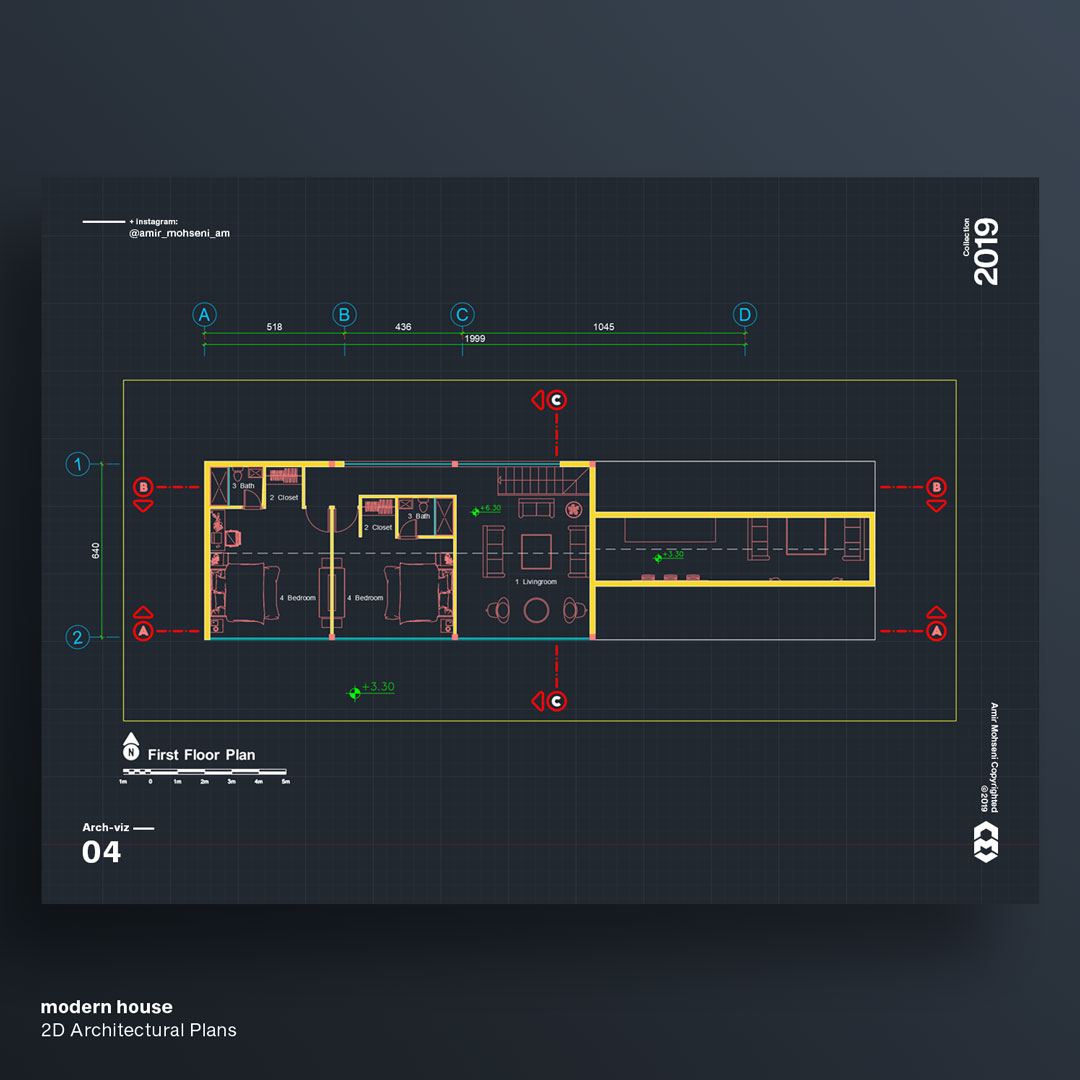 + Instagram:
@amir_mohseni_am
Collection
2019
A
B
C
D
518
436
1045
1999
C
1
B
B
3 Bath
2 Closet
3 Bath
2 Closet
+6.30
+3.30
640
1 Livingroom
4 Bedroom
4 Bedroom
2
A
A
+3.30
C
N
First Floor Plan
1m 0 1m 2m 3m 4m 5m
Amir Mohseni Copyrighted
©2019
Arch-viz
04
modern house
2D Architectural Plans